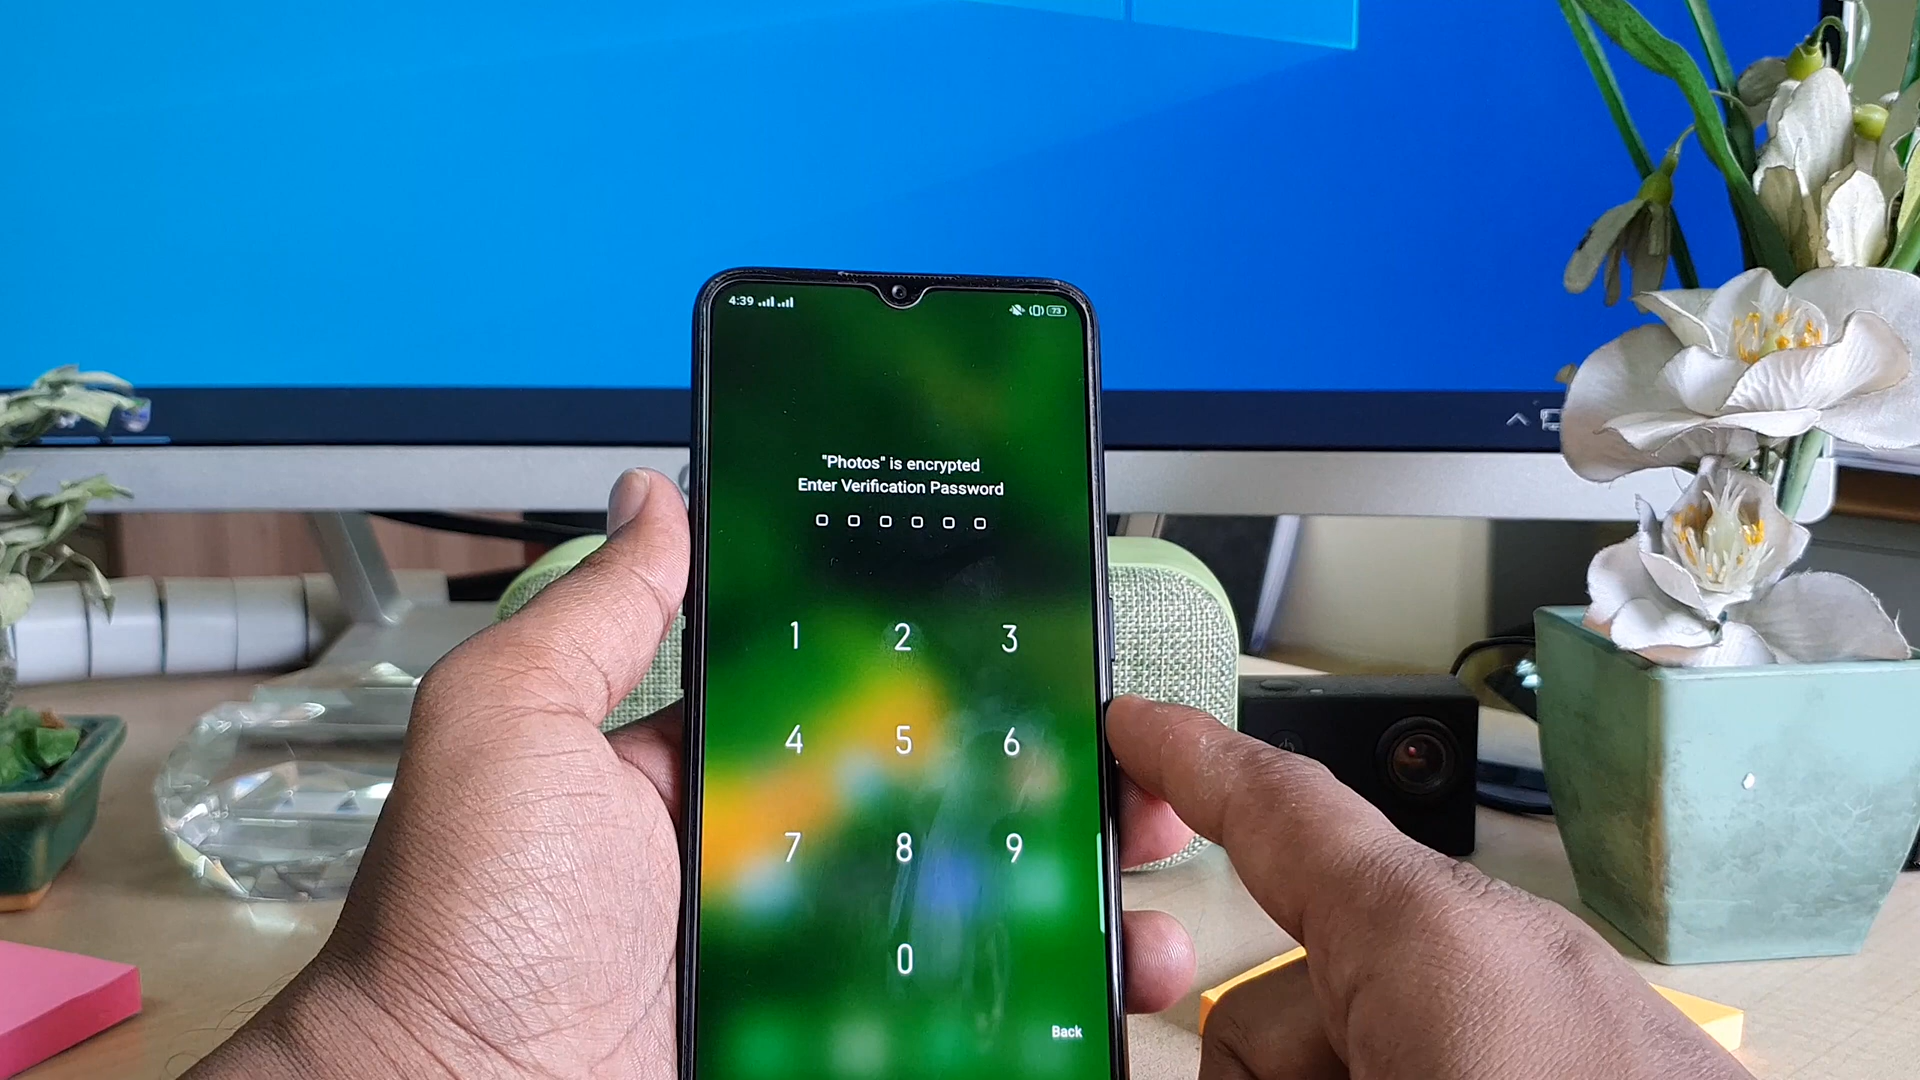 4:39
73
"Photos" is encrypted
Enter Verification Password
1 2 3
4 5 6
7 8 9
0
Back